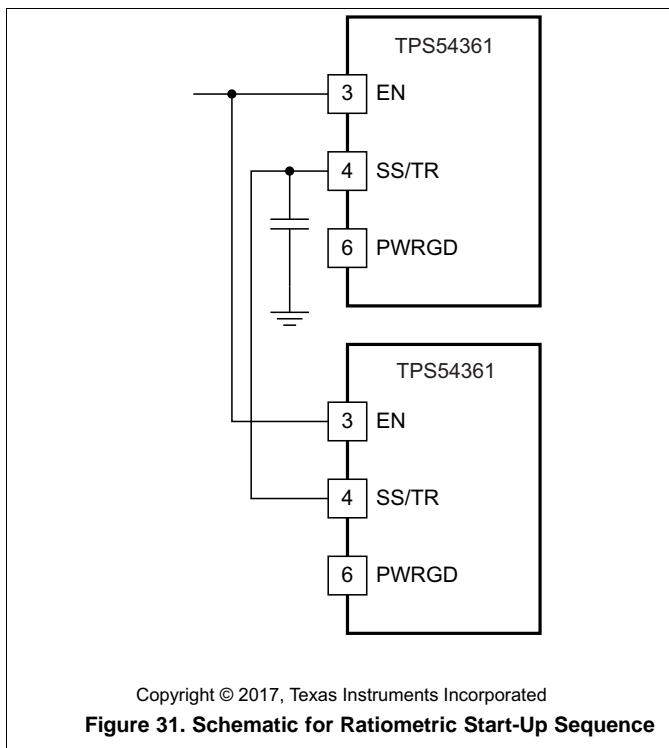 TPS54361
3 EN
4 SS/TR
6 PWRGD
TPS54361
3 EN
4 SS/TR
6 PWRGD
Copyright © 2017, Texas Instruments Incorporated
Figure 31. Schematic for Ratiometric Start-Up Sequence